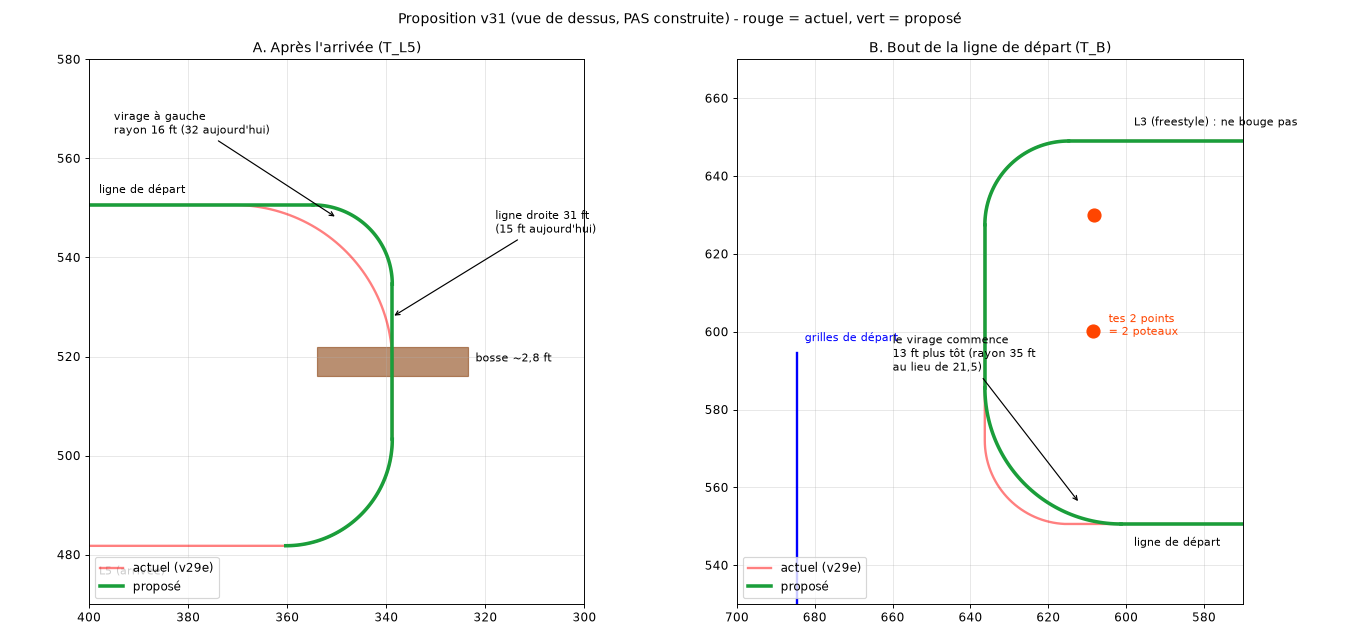 Proposition v31 (vue de dessus, PAS construite) - rouge = actuel, vert = proposé
A. Après l'arrivée (T_L5)
580
560
540
520
500
480
400
380
360
340
320
300
virage à gauche
rayon 16 ft (32 aujourd'hui)
ligne de départ
ligne droite 31 ft
(15 ft aujourd'hui)
bosse ~2,8 ft
actuel (v29e)
proposé
B. Bout de la ligne de départ (T_B)
660
640
620
600
580
560
540
700
680
660
640
620
600
580
L3 (freestyle) : ne bouge pas
tes 2 points
= 2 poteaux
grilles de départ
le virage commence
13 ft plus tôt (rayon 35 ft
au lieu de 21,5)
ligne de départ
actuel (v29e)
proposé